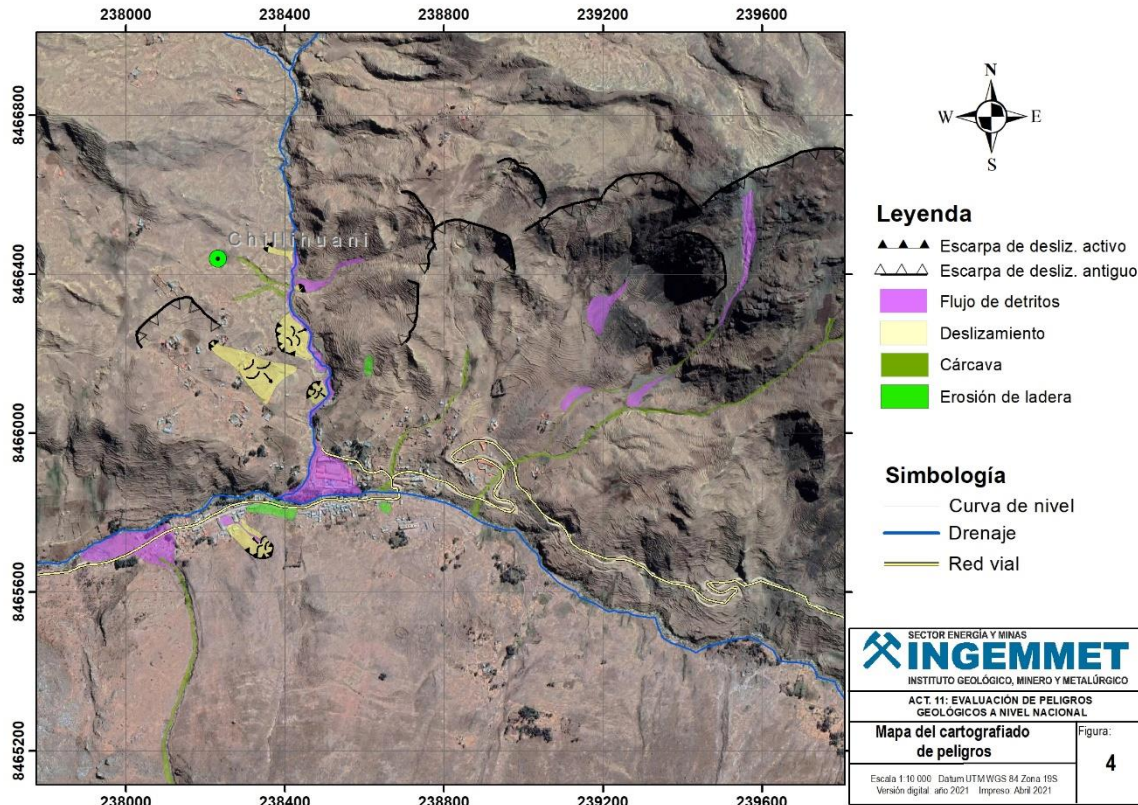 238000 238400 238800 239200 239600
8466800
8466400
8466000
8465600
8465200
Chillihuani
238000 238400 238800 239200 239600
N
W E
S
Leyenda
Escarpa de desliz. activo
Escarpa de desliz. antiguo
Flujo de detritos
Deslizamiento
Cárcava
Erosión de ladera
Simbología
Curva de nivel
Drenaje
Red vial
SECTOR ENERGÍA Y MINAS
INGEMMET
INSTITUTO GEOLÓGICO, MINERO Y METALÚRGICO
ACT. 11: EVALUACIÓN DE PELIGROS
GEOLÓGICOS A NIVEL NACIONAL
Mapa del cartografiado
de peligros
Figura:
4
Escala 1:10 000 Datum UTM WGS 84 Zona 19S
Versión digital año 2021 Impreso Abril 2021